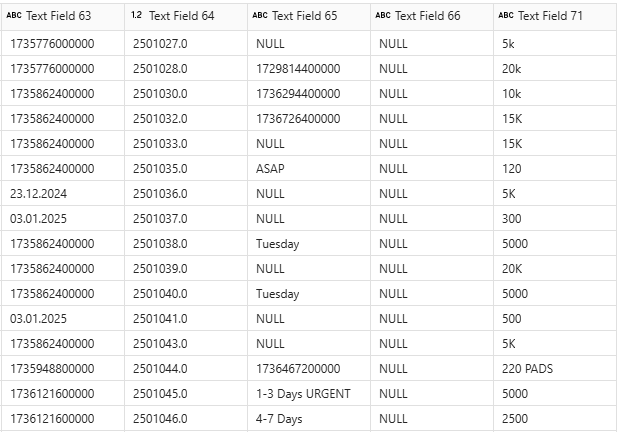 ABC Text Field 63 1.2 Text Field 64 ABC Text Field 65 ABC Text Field 66 ABC Text Field 71
1735776000000 2501027.0 NULL NULL 5k
1735776000000 2501028.0 1729814400000 NULL 20k
1735862400000 2501030.0 1736294400000 NULL 10k
1735862400000 2501032.0 1736726400000 NULL 15K
1735862400000 2501033.0 NULL NULL 15K
1735862400000 2501035.0 ASAP NULL 120
23.12.2024 2501036.0 NULL NULL 5K
03.01.2025 2501037.0 NULL NULL 300
1735862400000 2501038.0 Tuesday NULL 5000
1735862400000 2501039.0 NULL NULL 20K
1735862400000 2501040.0 Tuesday NULL 5000
03.01.2025 2501041.0 NULL NULL 500
1735862400000 2501043.0 NULL NULL 5K
1735948800000 2501044.0 1736467200000 NULL 220 PADS
1736121600000 2501045.0 1-3 Days URGENT NULL 5000
1736121600000 2501046.0 4-7 Days NULL 2500